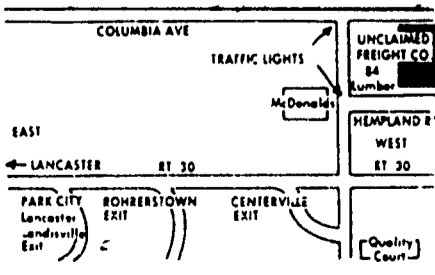 COLUMBIA AVE
UNCLAIMED
FREIGHT CO.
TRAFFIC LIGHTS
84
Lumber
McDonalds
HEMPLAND R
EAST
WEST
LANCASTER
RT 30
RT 30
PARK CITY
Lancaster
Landisville
Exit
ROHRERSTOWN
EXIT
CENTERVILLE
EXIT
Quality
Court